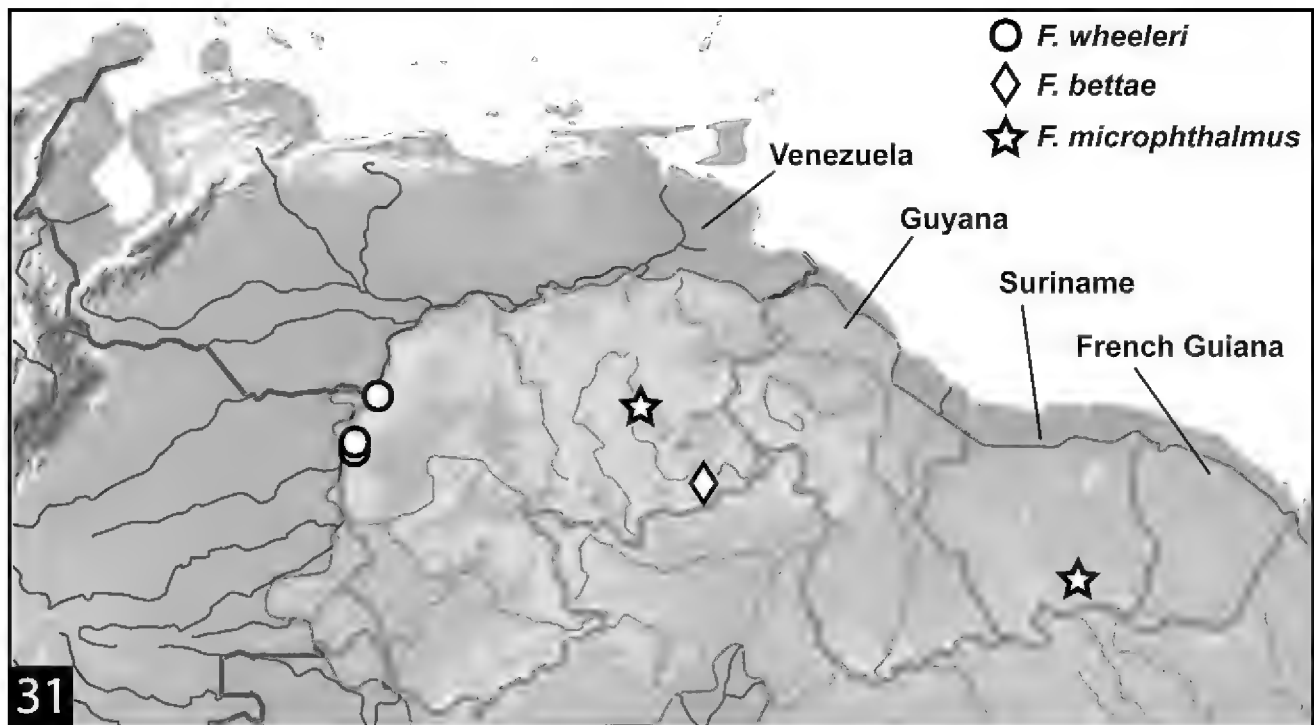 F. wheeleri
F. bettae
F. microphthalmus
Venezuela
Guyana
Suriname
French Guiana
31